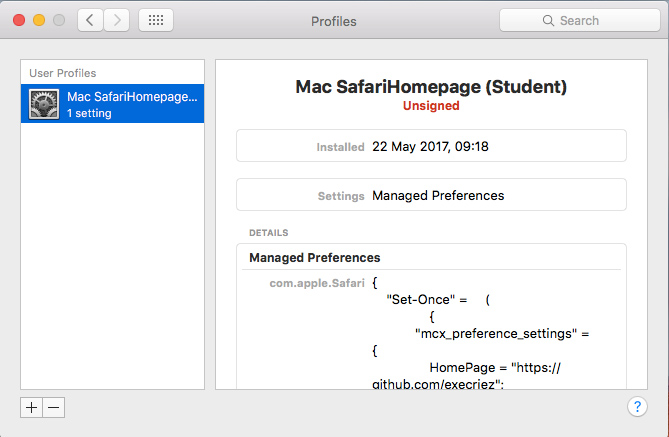 Profiles
Search
User Profiles
Mac SafariHomepage...
1 setting
Mac SafariHomepage (Student)
Unsigned
Installed 22 May 2017, 09:18
Settings Managed Preferences
DETAILS
Managed Preferences
com.apple.Safari {
"Set-Once" = (
{
"mcx_preference_settings" =
{
HomePage = "https://
github.com/execriez";
+ − ?